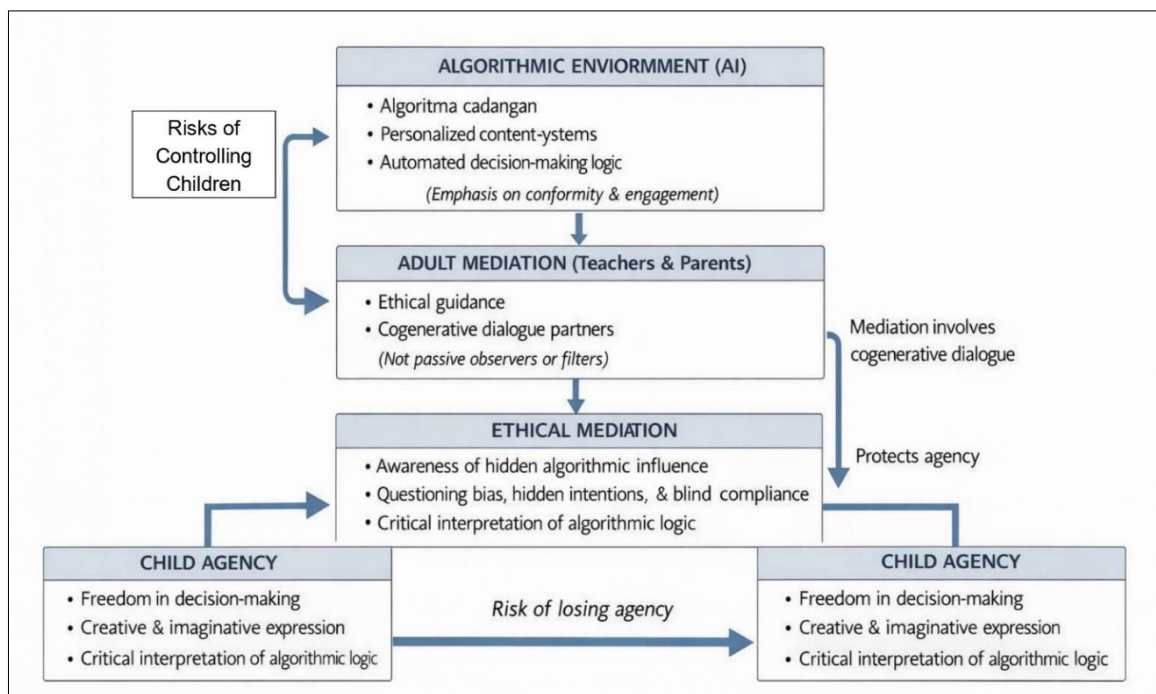 ALGORITHMIC ENVIORMMENT (AI)
• Algoritma cadangan
• Personalized content-ystems
• Automated decision-making logic
(Emphasis on conformity & engagement)
Risks of
Controlling
Children
ADULT MEDIATION (Teachers & Parents)
• Ethical guidance
• Cogenerative dialogue partners
(Not passive observers or filters)
Mediation involves
cogenerative dialogue
Protects agency
ETHICAL MEDIATION
• Awareness of hidden algorithmic influence
• Questioning bias, hidden intentions, & blind compliance
• Critical interpretation of algorithmic logic
CHILD AGENCY
• Freedom in decision-making
• Creative & imaginative expression
• Critical interpretation of algorithmic logic
Risk of losing agency
CHILD AGENCY
• Freedom in decision-making
• Creative & imaginative expression
• Critical interpretation of algorithmic logic